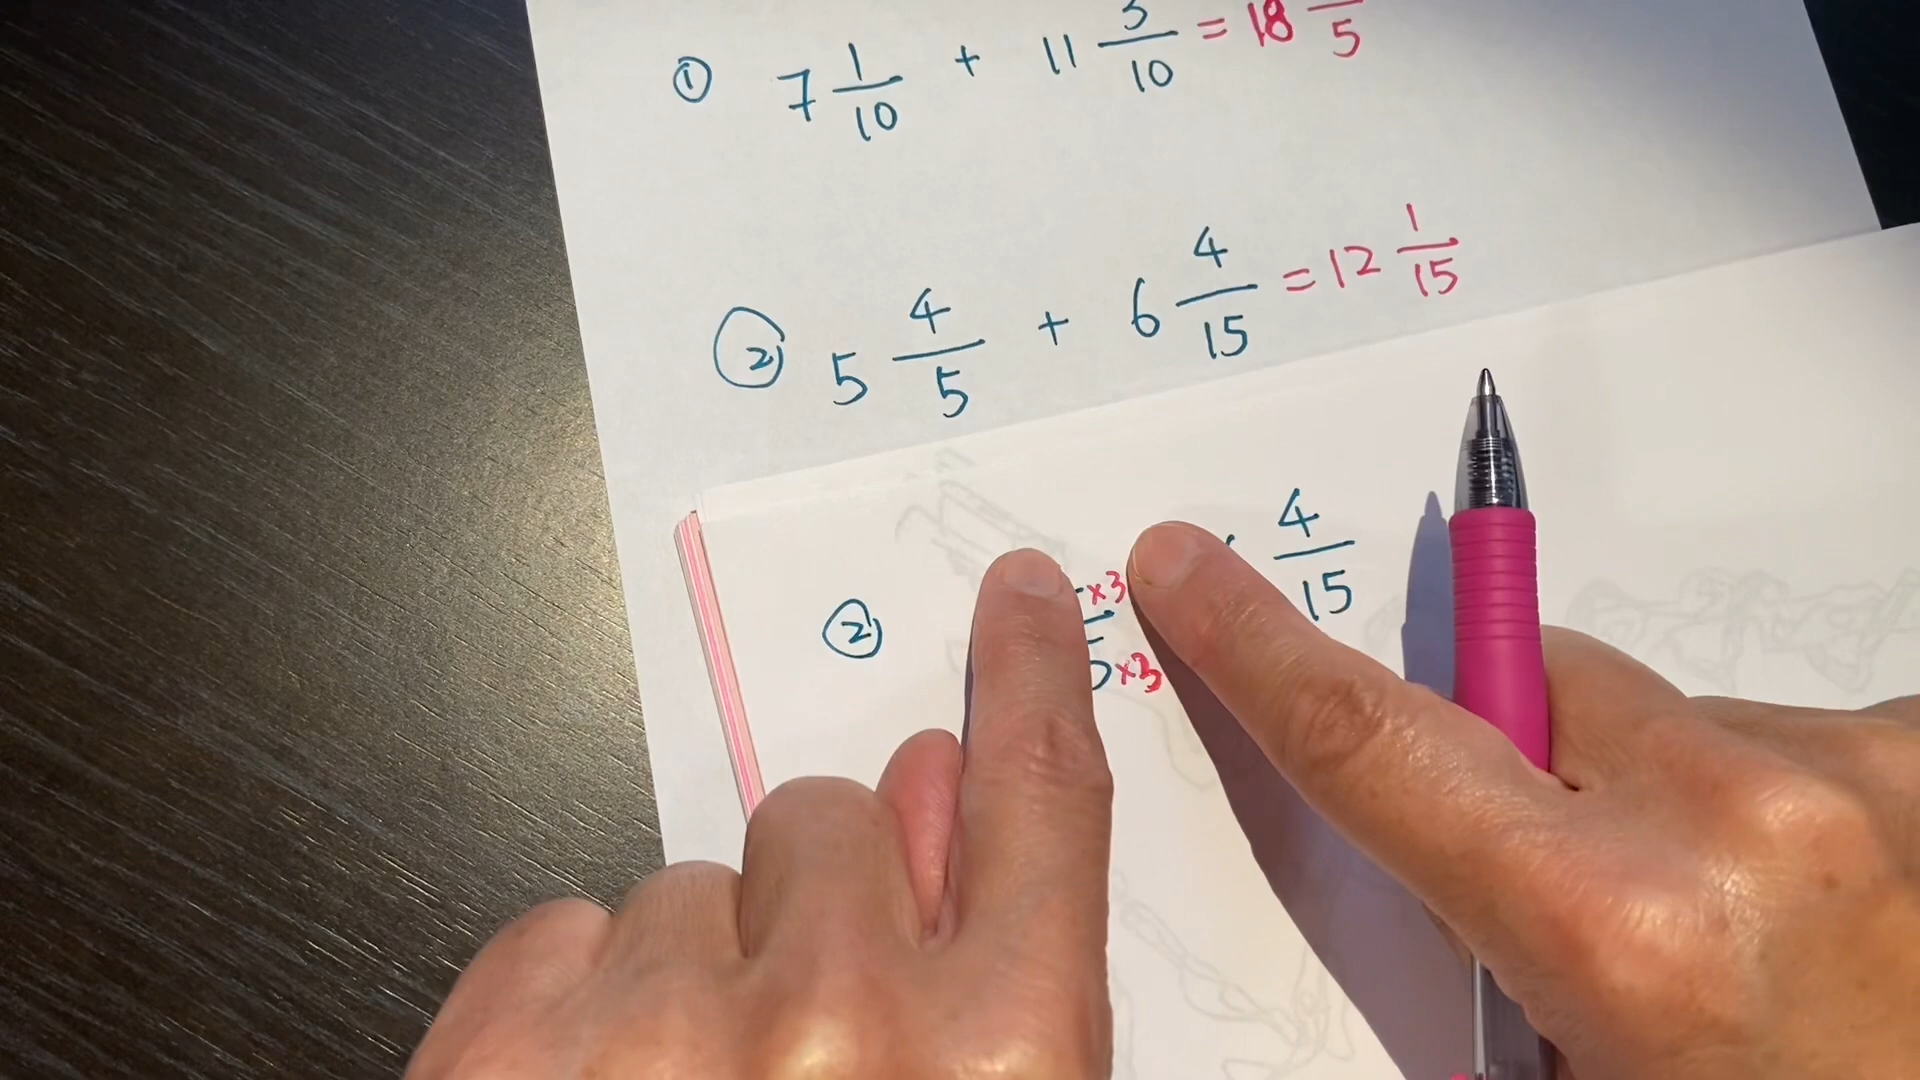 ① 7 1/10 + 11 3/10 = 18 /5
② 5 4/5 + 6 4/15 = 12 1/15
② ×3 4/15
5 ×3